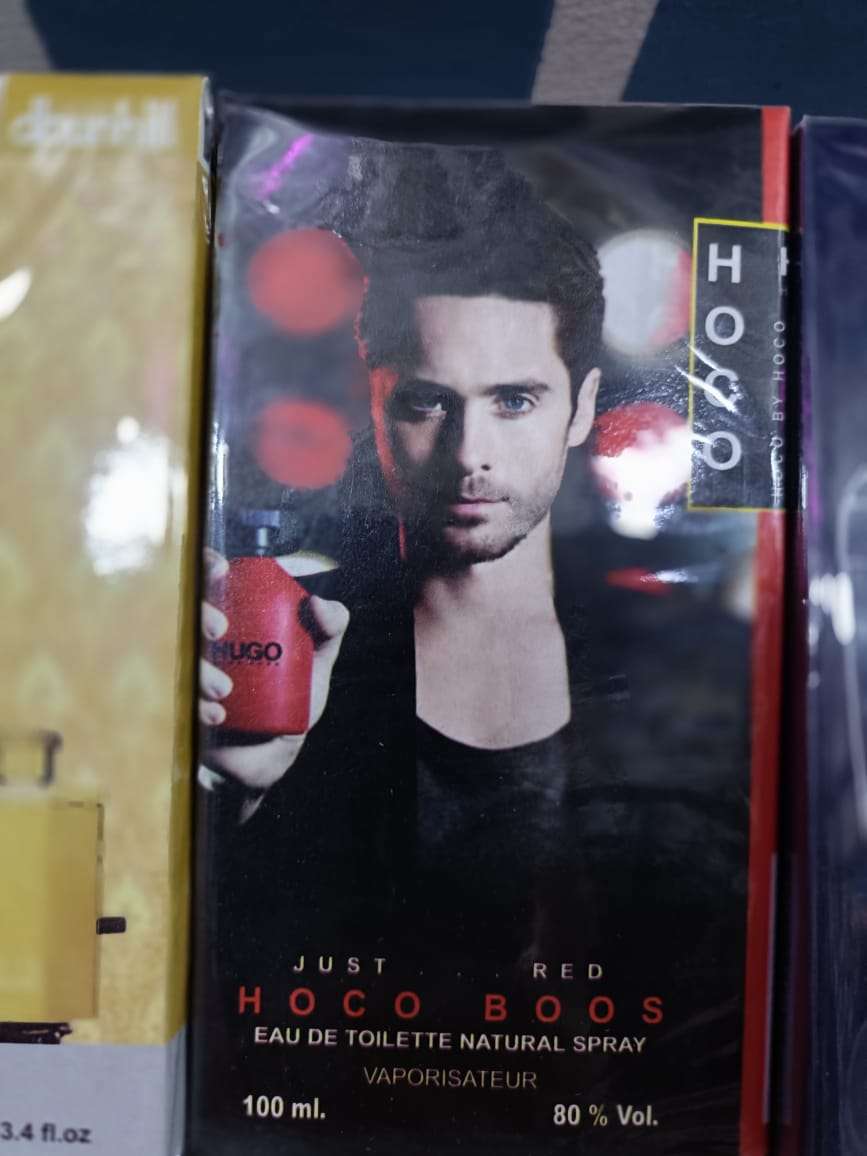 HOCO
HOCO BY HOCO
HUGO
JUST . . . RED
HOCO BOOS
EAU DE TOILETTE NATURAL SPRAY
VAPORISATEUR
100 ml.
80 % Vol.
3.4 fl.oz